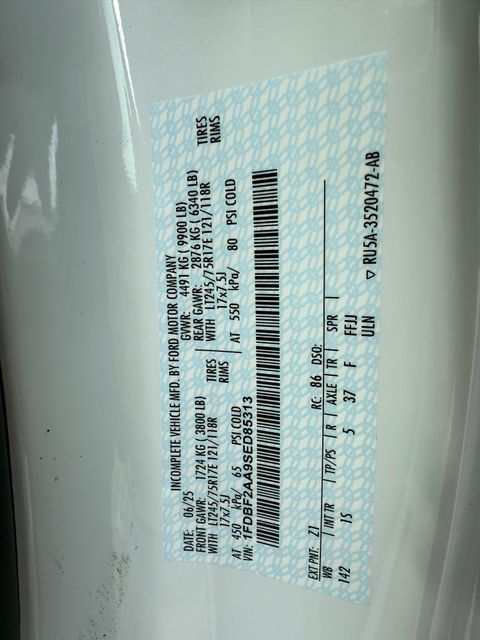 INCOMPLETE VEHICLE MFD. BY FORD MOTOR COMPANY
DATE: 06/25 GVWR: 4491 KG ( 9900 LB)
FRONT GAWR: 1724 KG ( 3800 LB) REAR GAWR: 2876 KG ( 6340 LB)
WITH LT245/75R17E 121/118R TIRES WITH LT245/75R17E 121/118R TIRES
17x7.5J RIMS 17x7.5J RIMS
AT 450 kPa/ 65 PSI COLD AT 550 kPa/ 80 PSI COLD
VIN: 1FDBF2AA9SED85313
EXT PNT: Z1 RC: 86 DSO:
WB INT TR TP/PS R AXLE TR SPR
142 1S 5 37 F FFJJ
ULN ▽ RU5A-3520472-AB